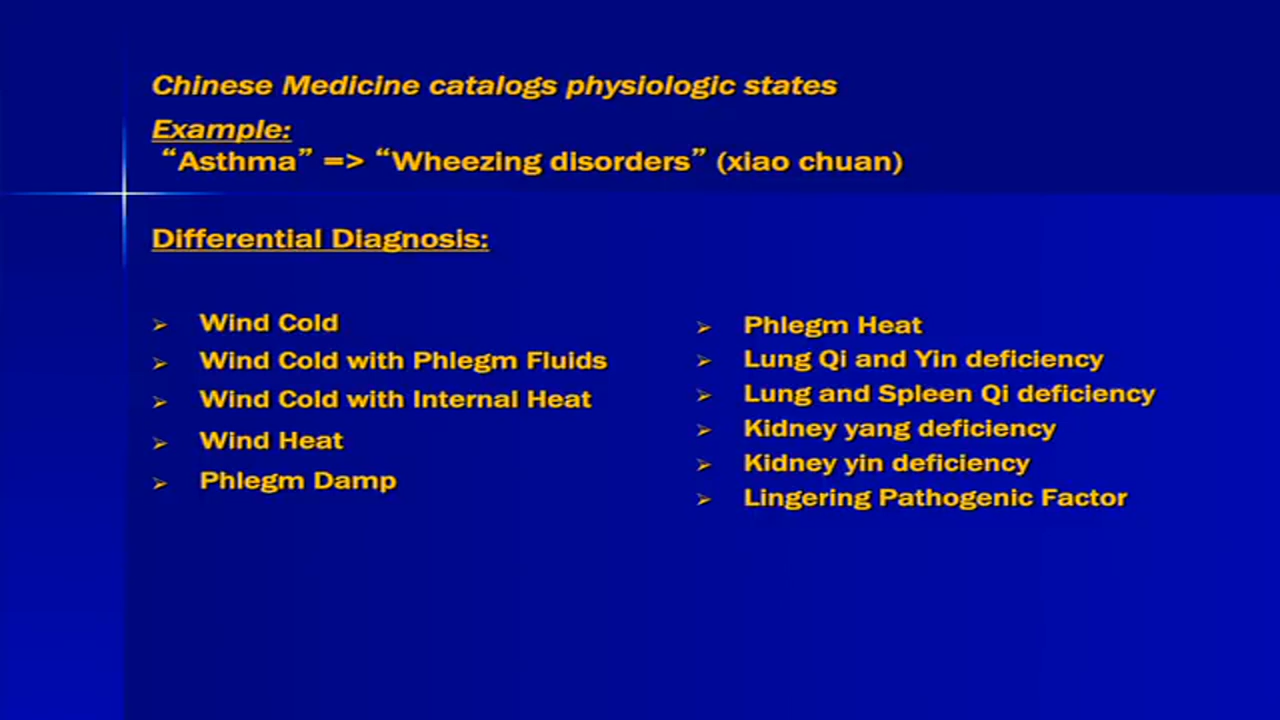 Chinese Medicine catalogs physiologic states
Example:
“Asthma” => “Wheezing disorders” (xiao chuan)
Differential Diagnosis:
➢ Wind Cold
➢ Wind Cold with Phlegm Fluids
➢ Wind Cold with Internal Heat
➢ Wind Heat
➢ Phlegm Damp
➢ Phlegm Heat
➢ Lung Qi and Yin deficiency
➢ Lung and Spleen Qi deficiency
➢ Kidney yang deficiency
➢ Kidney yin deficiency
➢ Lingering Pathogenic Factor